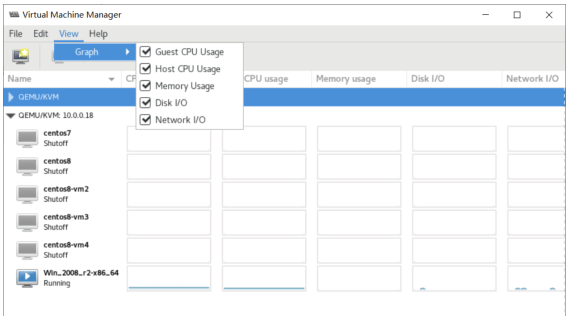 Virtual Machine Manager
File Edit View Help
Graph
Guest CPU Usage
Host CPU Usage
Memory Usage
Disk I/O
Network I/O
Name CP CPU usage Memory usage Disk I/O Network I/O
QEMU/KVM
QEMU/KVM: 10.0.0.18
centos7
Shutoff
centos8
Shutoff
centos8-vm2
Shutoff
centos8-vm3
Shutoff
centos8-vm4
Shutoff
Win_2008_r2-x86_64
Running